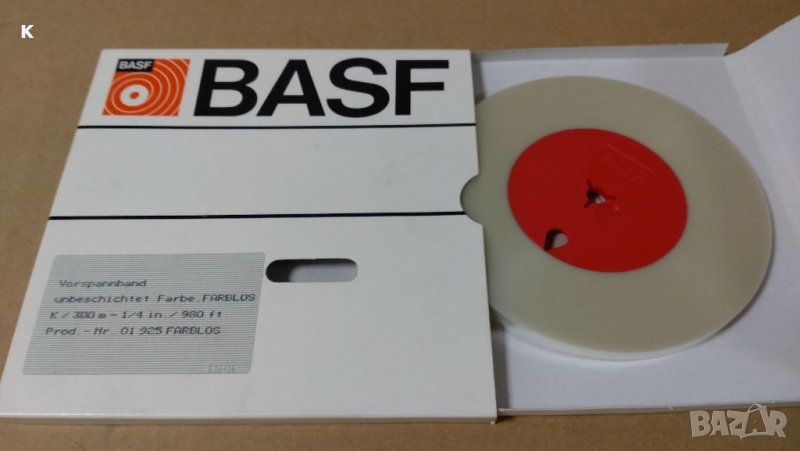 K
BASF
BASF
Vorspannband
unbeschichtet Farbe.FARBLOS
K / 300 m – 1/4 in. / 980 ft.
Prod.- Nr. 01 925 FARBLOS
BAZAR